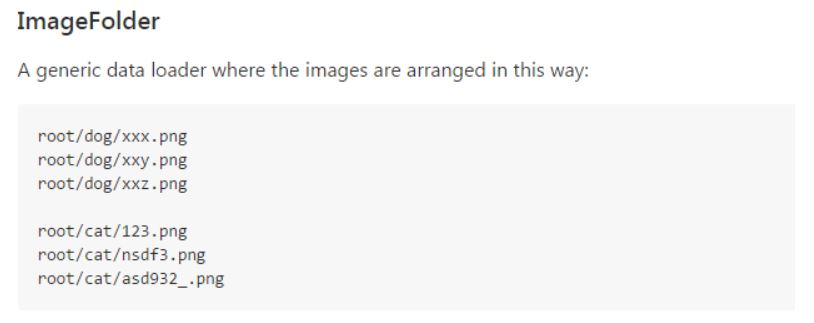 ImageFolder
A generic data loader where the images are arranged in this way:
root/dog/xxx.png
root/dog/xxy.png
root/dog/xxz.png
root/cat/123.png
root/cat/nsdf3.png
root/cat/asd932_.png